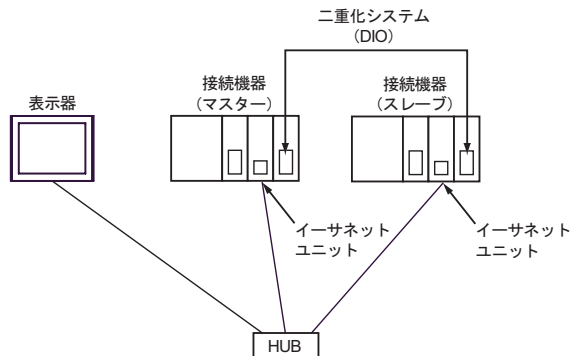 二重化システム
（DIO）
表示器
接続機器
（マスター）
接続機器
（スレーブ）
イーサネット
ユニット
イーサネット
ユニット
HUB